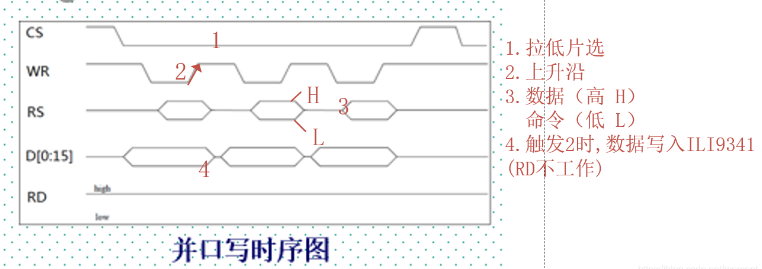 CS
1
WR
2
RS
H
3
L
D[0:15]
4
RD
high
low
并口写时序图
1.拉低片选
2.上升沿
3.数据（高 H）
命令（低 L）
4.触发2时,数据写入ILI9341
(RD不工作)